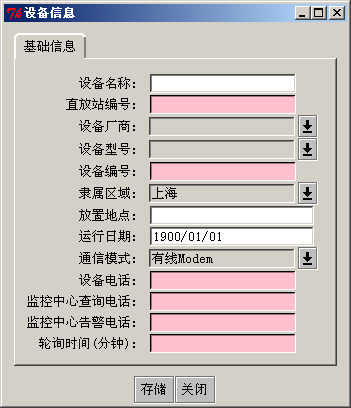 设备信息
基础信息
设备名称：
直放站编号：
设备厂商：
设备型号：
设备编号：
隶属区域： 上海
放置地点：
运行日期： 1900/01/01
通信模式： 有线Modem
设备电话：
监控中心查询电话：
监控中心告警电话：
轮询时间(分钟)：
存储 关闭